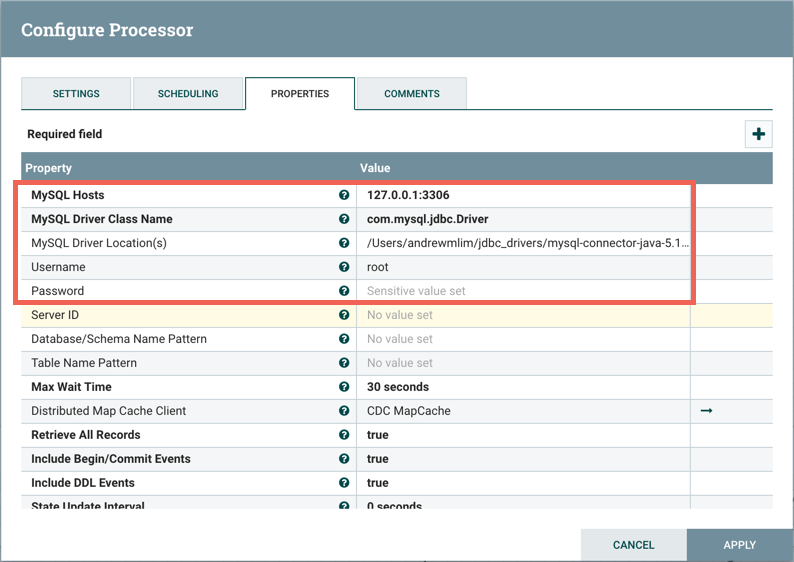 Configure Processor
SETTINGS SCHEDULING PROPERTIES COMMENTS
Required field
Property Value
MySQL Hosts 127.0.0.1:3306
MySQL Driver Class Name com.mysql.jdbc.Driver
MySQL Driver Location(s) /Users/andrewmlim/jdbc_drivers/mysql-connector-java-5.1...
Username root
Password Sensitive value set
Server ID No value set
Database/Schema Name Pattern No value set
Table Name Pattern No value set
Max Wait Time 30 seconds
Distributed Map Cache Client CDC MapCache
Retrieve All Records true
Include Begin/Commit Events true
Include DDL Events true
State Update Interval 0 seconds
CANCEL APPLY